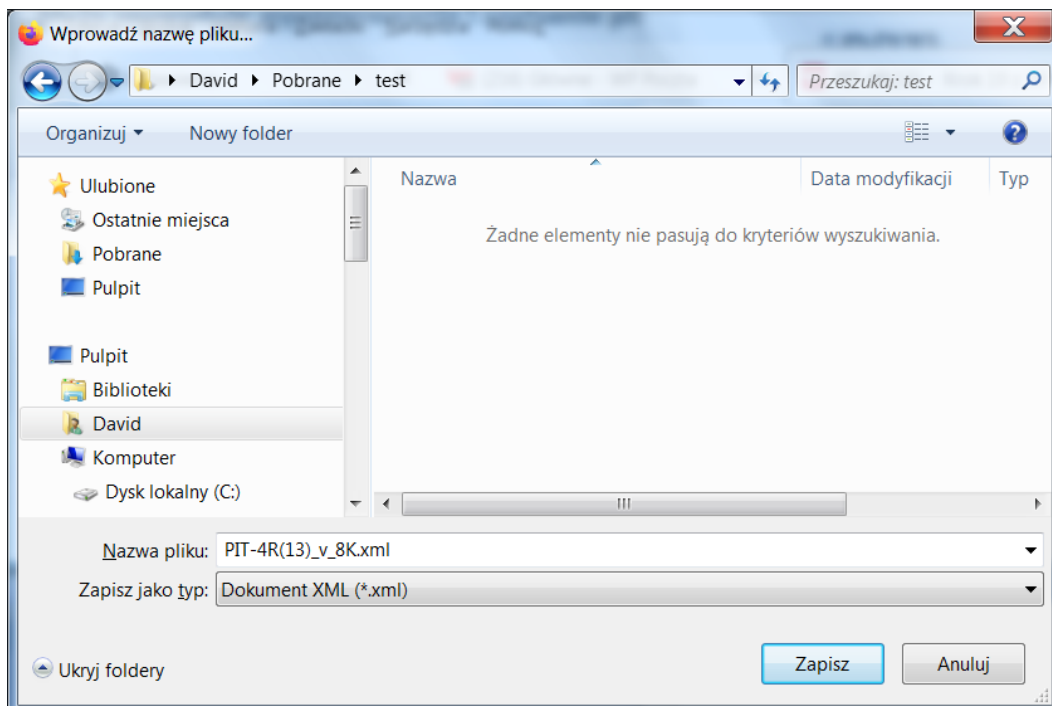 Wprowadź nazwę pliku...
David Pobrane test
Przeszukaj: test
Organizuj Nowy folder
Ulubione
Ostatnie miejsca
Pobrane
Pulpit
Pulpit
Biblioteki
David
Komputer
Dysk lokalny (C:)
Nazwa Data modyfikacji Typ
Żadne elementy nie pasują do kryteriów wyszukiwania.
Nazwa pliku: PIT-4R(13)_v_8K.xml
Zapisz jako typ: Dokument XML (*.xml)
Ukryj foldery
Zapisz Anuluj